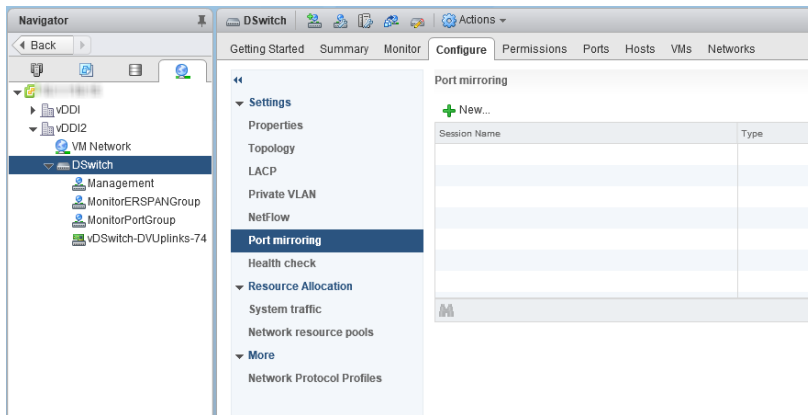 Navigator
Back
vDDI
vDDI2
VM Network
DSwitch
Management
MonitorERSPANGroup
MonitorPortGroup
vDSwitch-DVUplinks-74
DSwitch Actions
Getting Started Summary Monitor Configure Permissions Ports Hosts VMs Networks
Settings
Properties
Topology
LACP
Private VLAN
NetFlow
Port mirroring
Health check
Resource Allocation
System traffic
Network resource pools
More
Network Protocol Profiles
Port mirroring
New...
Session Name Type